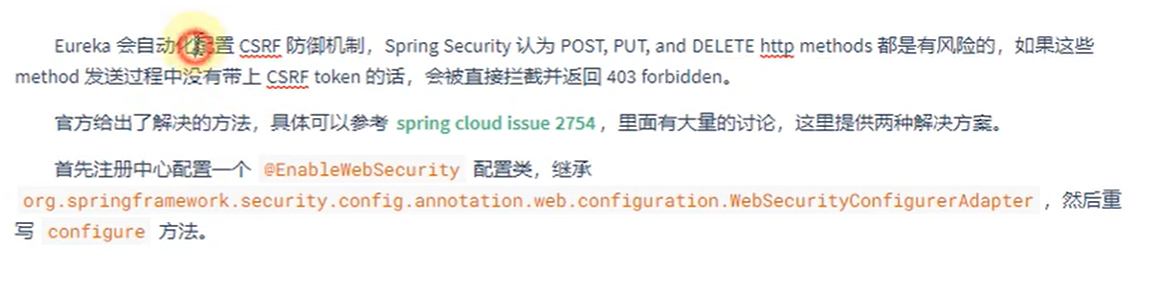 Eureka 会自动化配置 CSRF 防御机制，Spring Security 认为 POST, PUT, and DELETE http methods 都是有风险的，如果这些
method 发送过程中没有带上 CSRF token 的话，会被直接拦截并返回 403 forbidden。
官方给出了解决的方法，具体可以参考 spring cloud issue 2754，里面有大量的讨论，这里提供两种解决方案。
首先注册中心配置一个 @EnableWebSecurity 配置类，继承
org.springframework.security.config.annotation.web.configuration.WebSecurityConfigurerAdapter，然后重
写 configure 方法。